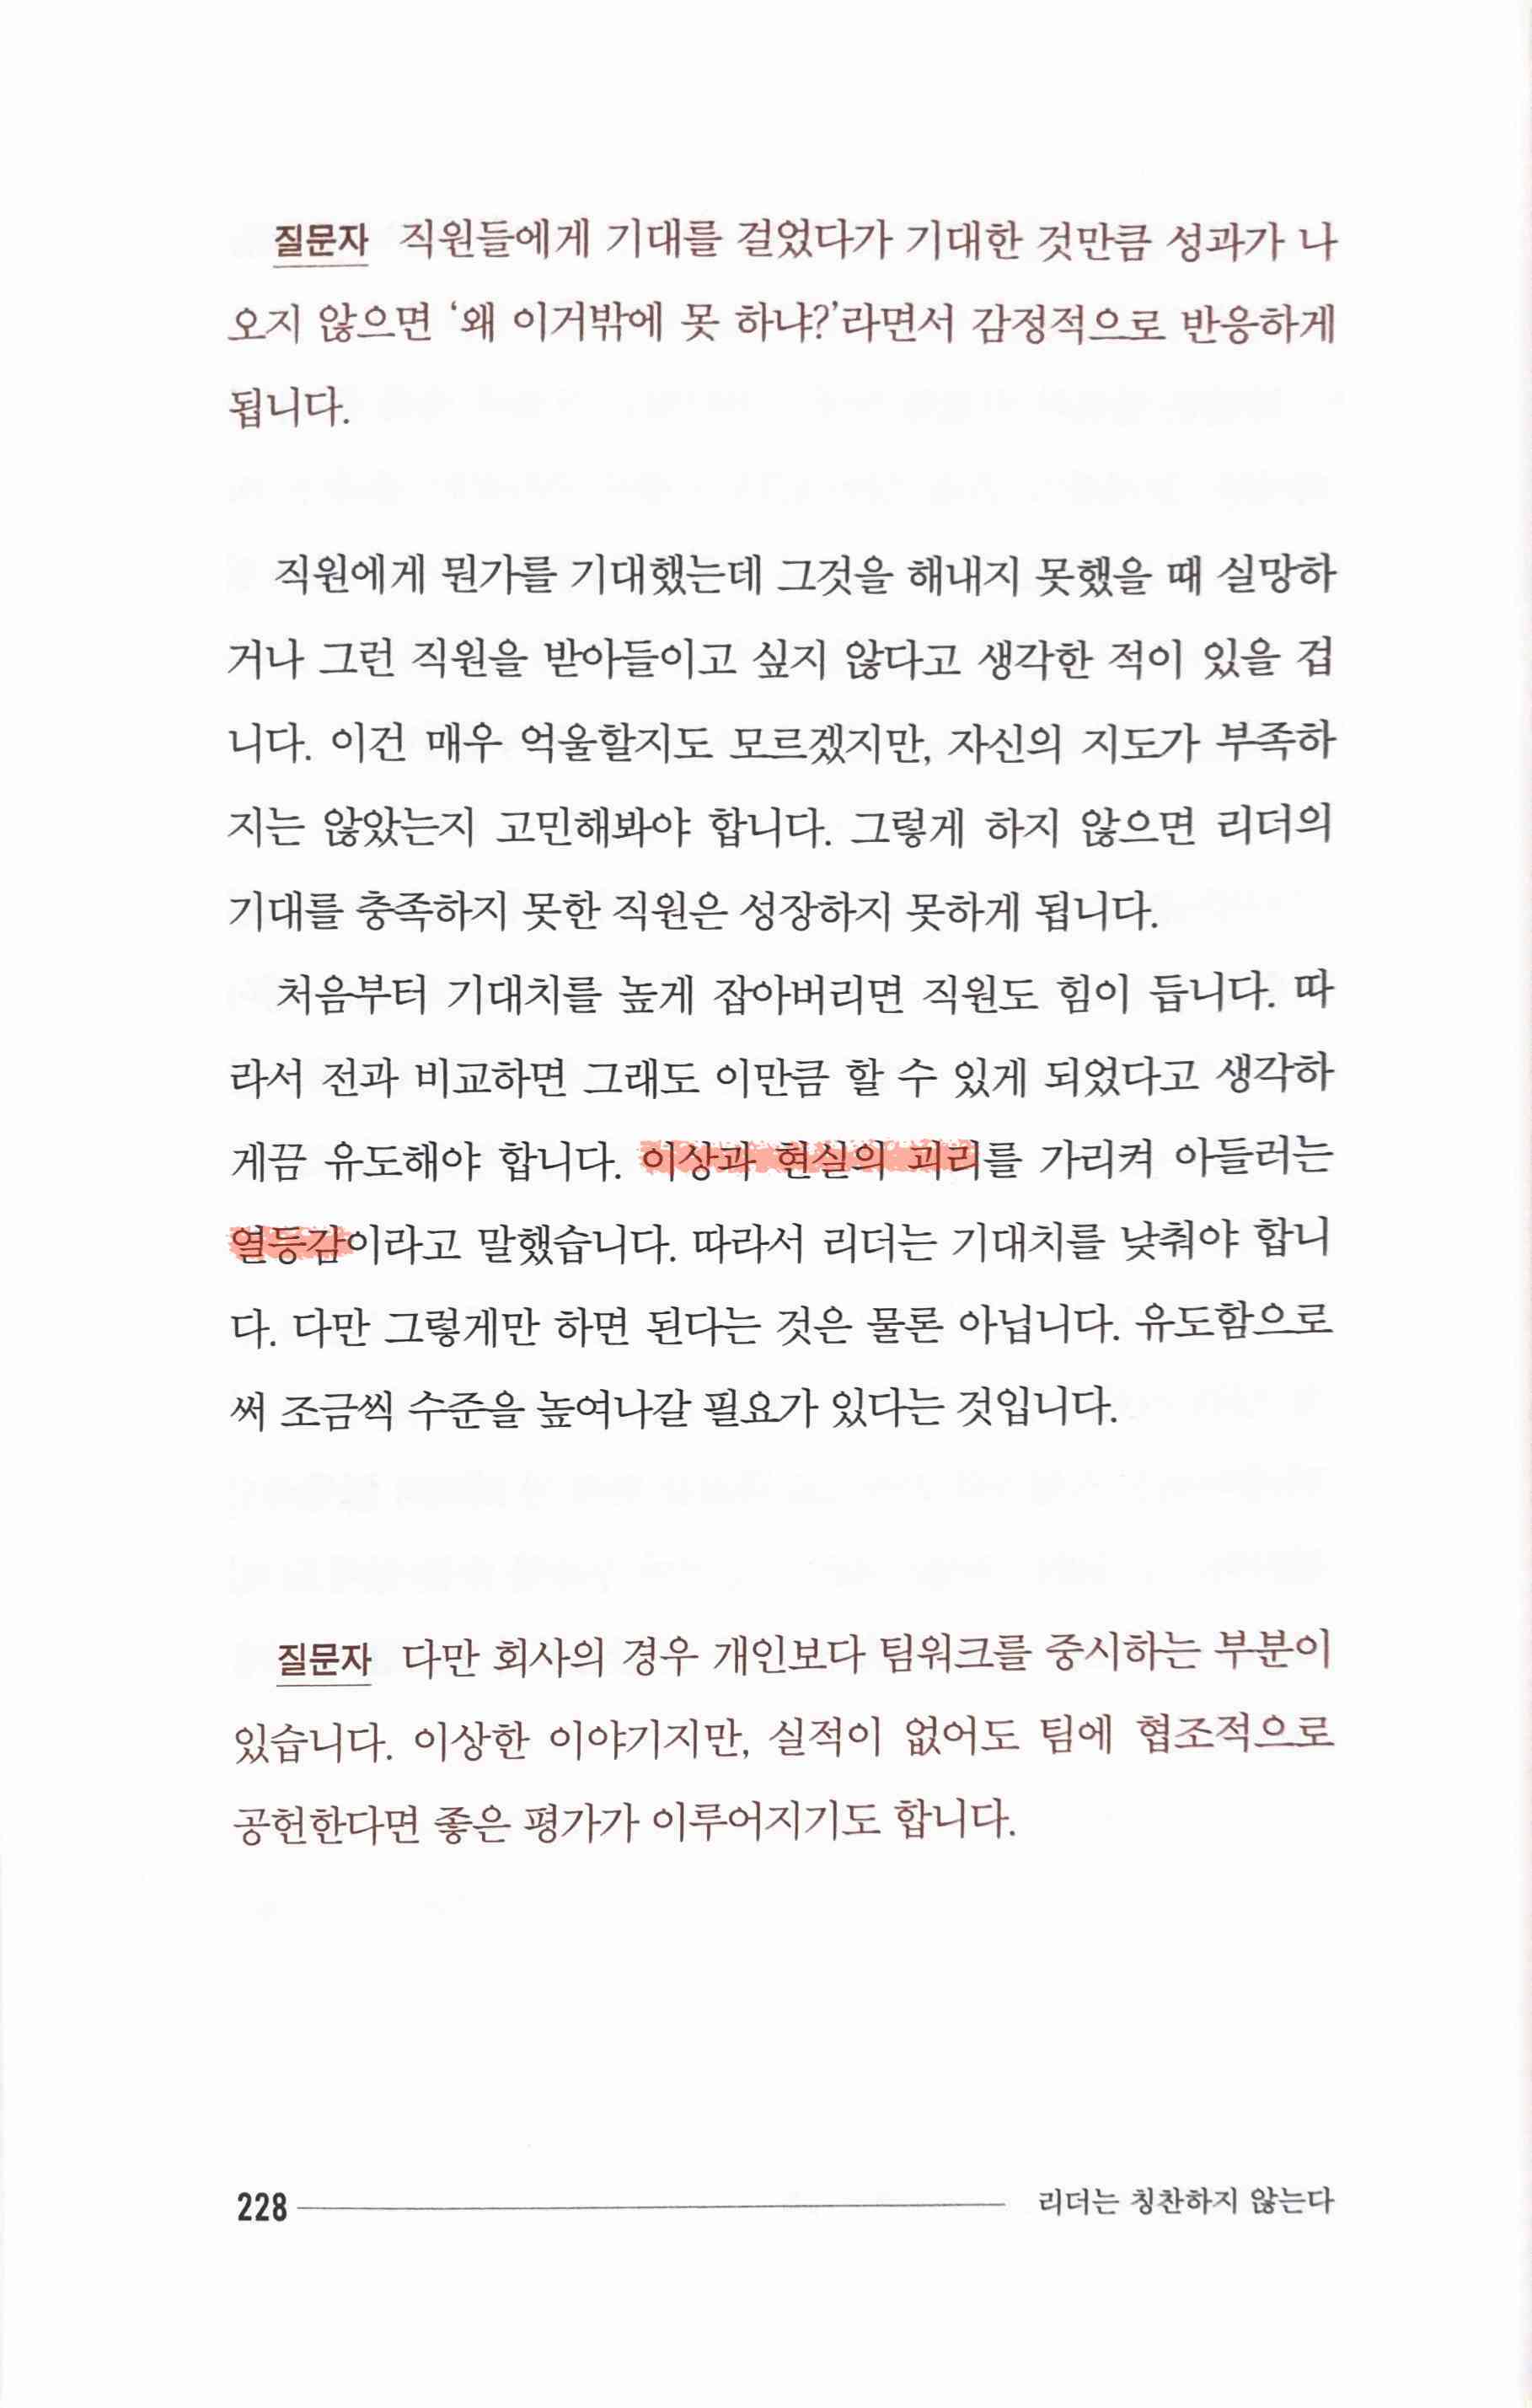 질문자 직원들에게 기대를 걸었다가 기대한 것만큼 성과가 나
오지 않으면 ‘왜 이거밖에 못 하냐?’라면서 감정적으로 반응하게
됩니다.
직원에게 뭔가를 기대했는데 그것을 해내지 못했을 때 실망하
거나 그런 직원을 받아들이고 싶지 않다고 생각한 적이 있을 겁
니다. 이건 매우 억울할지도 모르겠지만, 자신의 지도가 부족하
지는 않았는지 고민해봐야 합니다. 그렇게 하지 않으면 리더의
기대를 충족하지 못한 직원은 성장하지 못하게 됩니다.
처음부터 기대치를 높게 잡아버리면 직원도 힘이 듭니다. 따
라서 전과 비교하면 그래도 이만큼 할 수 있게 되었다고 생각하
게끔 유도해야 합니다. 이상과 현실의 괴리를 가리켜 아들러는
열등감이라고 말했습니다. 따라서 리더는 기대치를 낮춰야 합니
다. 다만 그렇게만 하면 된다는 것은 물론 아닙니다. 유도함으로
써 조금씩 수준을 높여나갈 필요가 있다는 것입니다.
질문자 다만 회사의 경우 개인보다 팀워크를 중시하는 부분이
있습니다. 이상한 이야기지만, 실적이 없어도 팀에 협조적으로
공헌한다면 좋은 평가가 이루어지기도 합니다.
228 리더는 칭찬하지 않는다